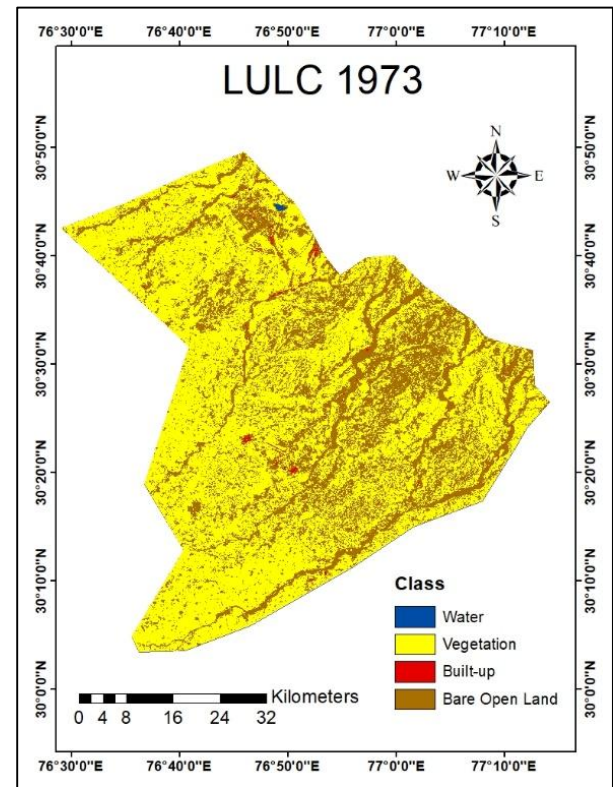 76°30'0"E 76°40'0"E 76°50'0"E 77°0'0"E 77°10'0"E
LULC 1973
N
W E
S
30°50'0"N 30°50'0"N
30°40'0"N 30°40'0"N
30°30'0"N 30°30'0"N
30°20'0"N 30°20'0"N
30°10'0"N 30°10'0"N
30°0'0"N 30°0'0"N
Class
Water
Vegetation
Built-up
Bare Open Land
Kilometers
0 4 8 16 24 32
76°30'0"E 76°40'0"E 76°50'0"E 77°0'0"E 77°10'0"E